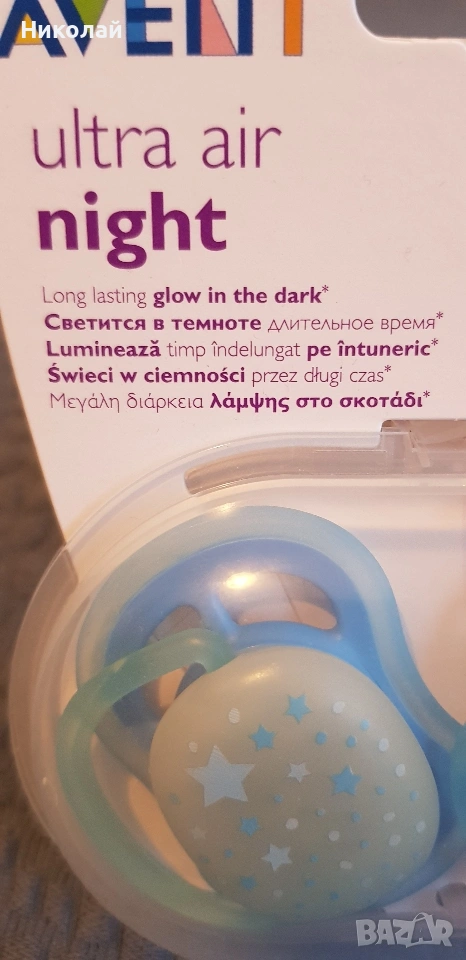 AVENT
Николай
ultra air
night
Long lasting glow in the dark*
Светится в темноте длительное время*
Luminează timp îndelungat pe întuneric*
Świeci w ciemności przez długi czas*
Μεγάλη διάρκεια λάμψης στο σκοτάδι*
BAZAR